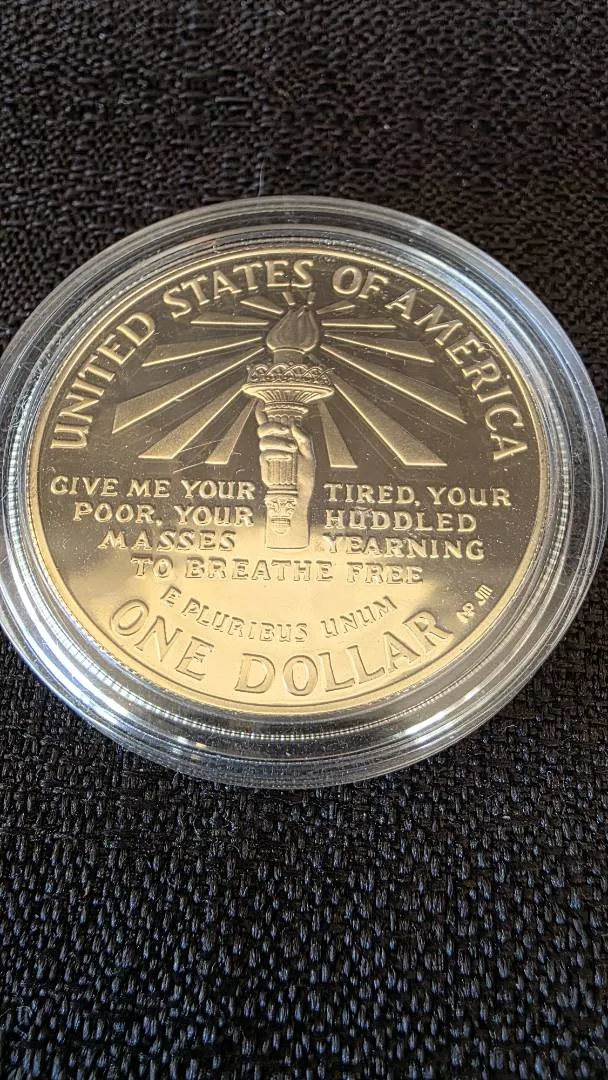 UNITED STATES OF AMERICA
GIVE ME YOUR TIRED, YOUR
POOR, YOUR HUDDLED
MASSES YEARNING
TO BREATHE FREE
E PLURIBUS UNUM
ONE DOLLAR